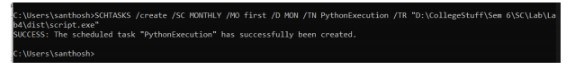 C:\Users\santhosh>SCHTASKS /create /SC MONTHLY /MO first /D MON /TN PythonExecution /TR "D:\CollegeStuff\Sem 6\SC\Lab\La
b4\dist\script.exe"
SUCCESS: The scheduled task "PythonExecution" has successfully been created.
C:\Users\santhosh>